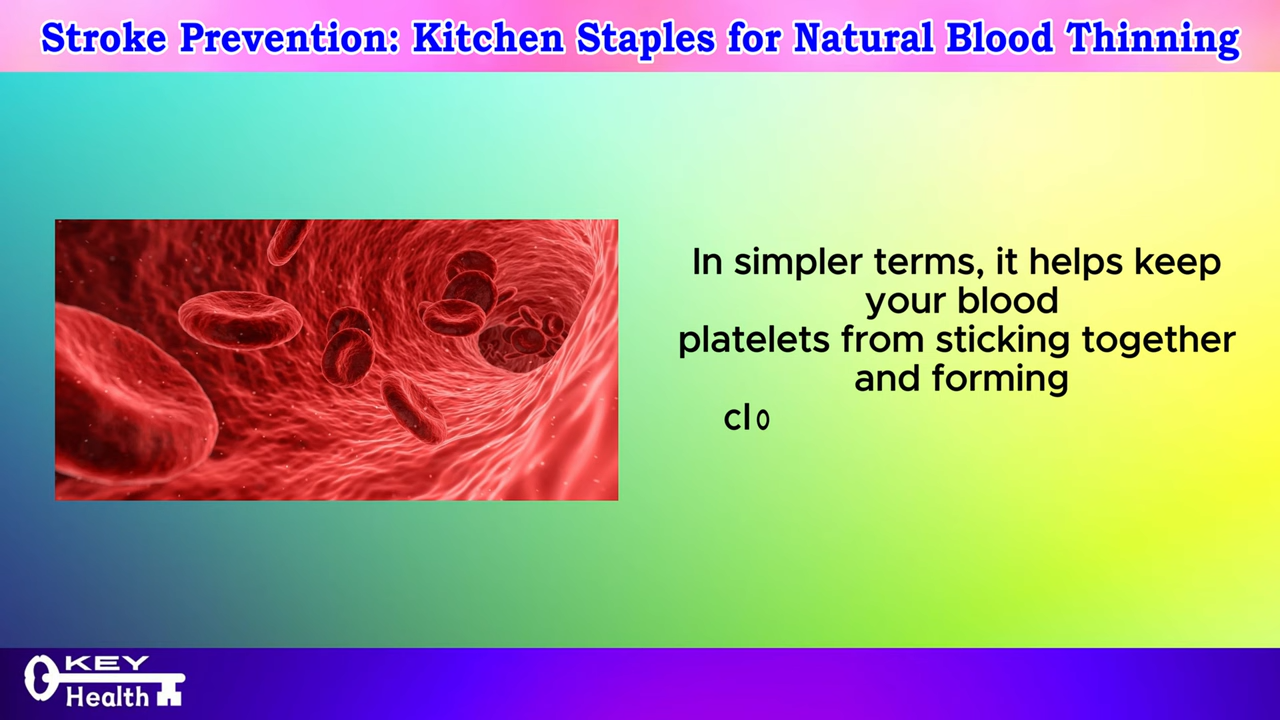 Stroke Prevention: Kitchen Staples for Natural Blood Thinning
In simpler terms, it helps keep
your blood
platelets from sticking together
and forming
clo
KEY
Health